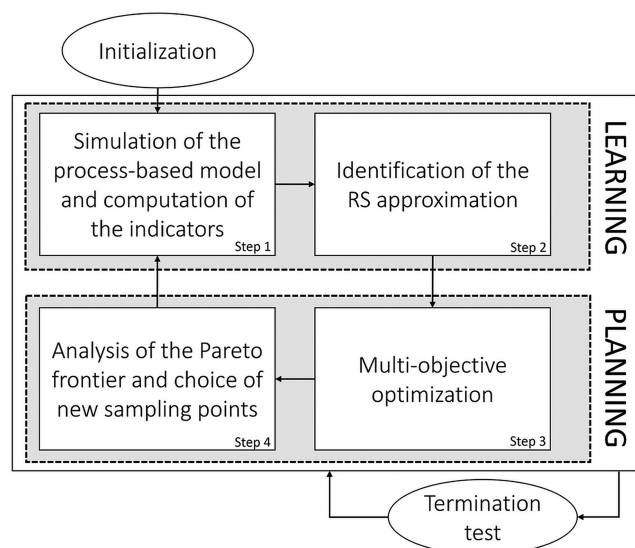 Initialization
Simulation of the
process-based model
and computation of
the indicators
Step 1
Identification of the
RS approximation
Step 2
LEARNING
Analysis of the Pareto
frontier and choice of
new sampling points
Step 4
Multi-objective
optimization
Step 3
PLANNING
Termination
test